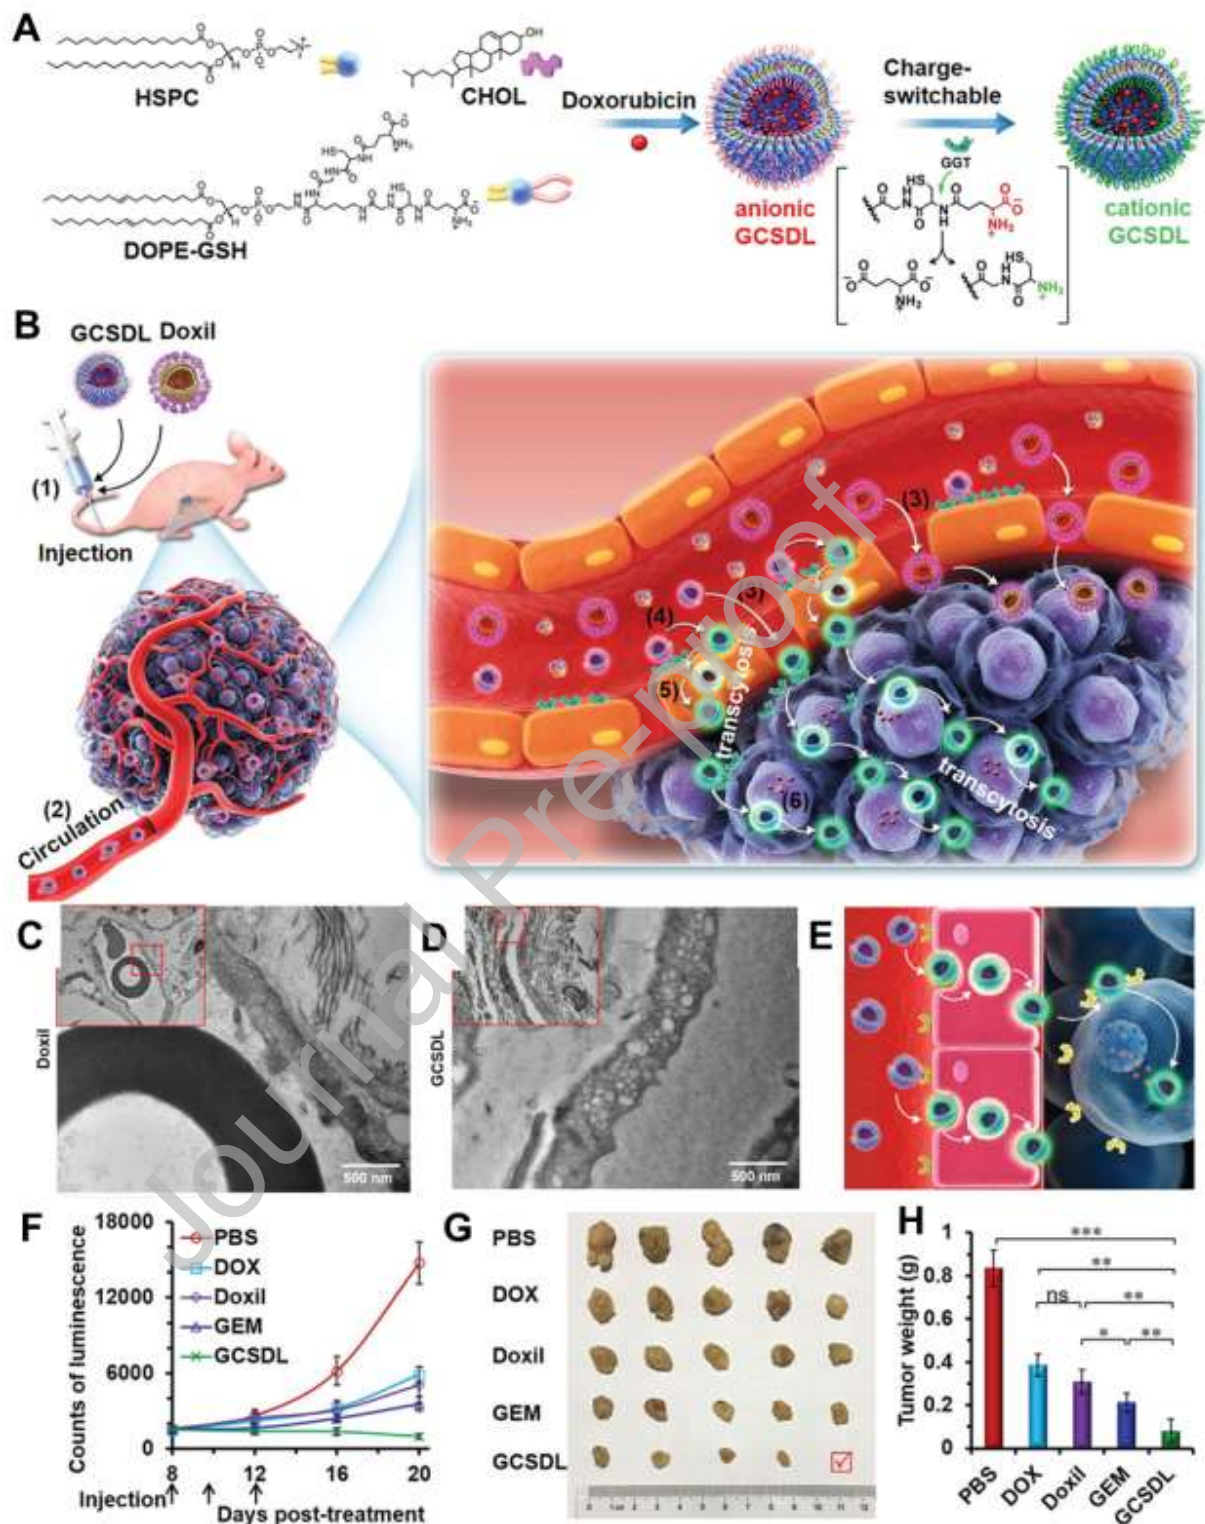 A
HSPC
CHOL
OH
DOPE-GSH
Doxorubicin
Charge-
switchable
GGT
anionic
GCSDL
cationic
GCSDL
B
GCSDL Doxil
(1)
Injection
(2)
Circulation
(3)
(3)
(4)
(5)
transcytosis
(6)
transcytosis
Journal Pre-proof
C
Doxil
500 nm
D
GCSDL
500 nm
E
F
Counts of luminescence
18000
12000
6000
0
PBS
DOX
Doxil
GEM
GCSDL
8
12
16
20
Injection
Days post-treatment
G
PBS
DOX
Doxil
GEM
GCSDL
H
Tumor weight (g)
1
0.8
0.6
0.4
0.2
0
***
**
ns
**
*
**
PBS
DOX
Doxil
GEM
GCSDL